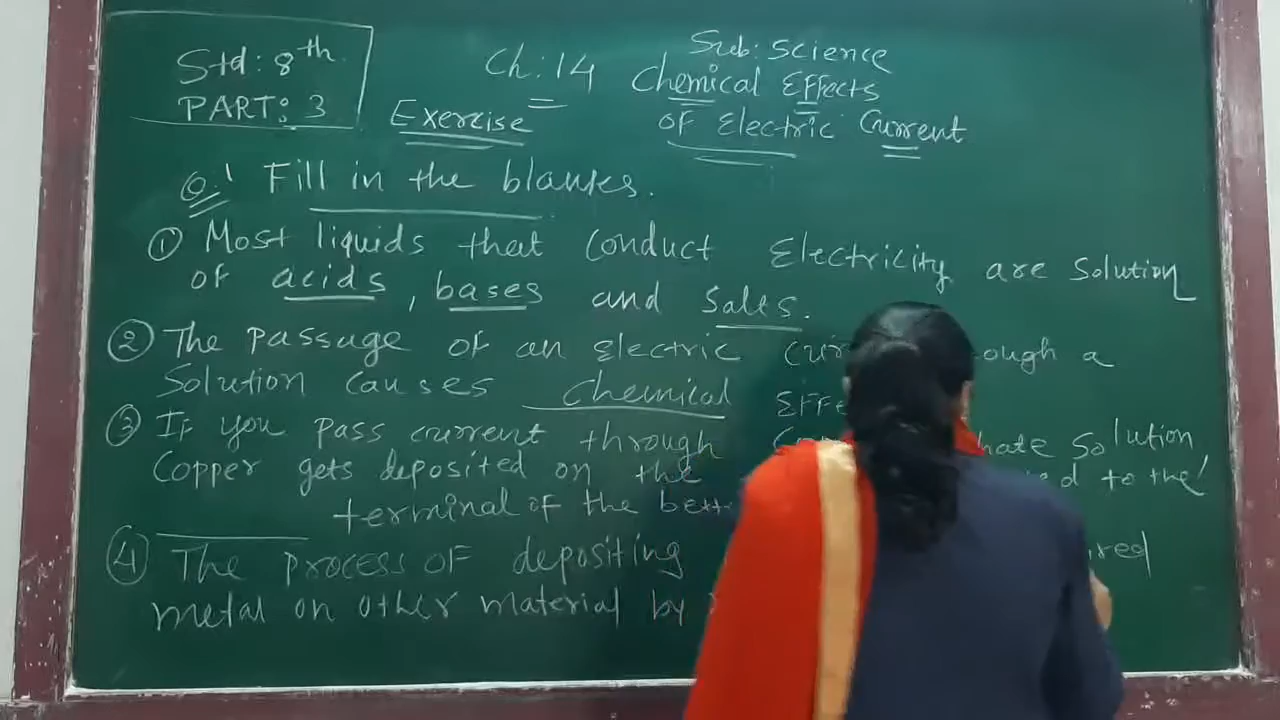 Std: 8th
PART: 3
Ch: 14
Sub: Science
Chemical Effects
of Electric Current
Exercise
Q.1 Fill in the blanks.
① Most liquids that conduct Electricity are Solution
of acids, bases and Salts.
② The passage of an Electric ough a
Solution causes Chemical
③ If you pass current through Solution
Copper gets deposited on the to the
terminal of the
④ The process of depositing
metal on other material by